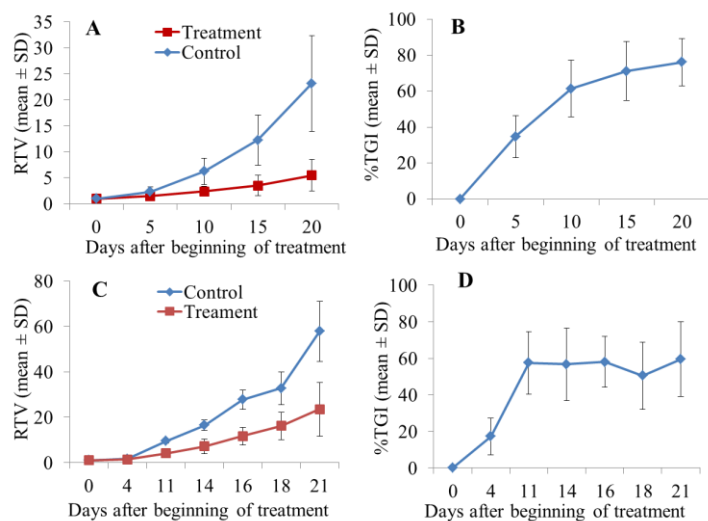 A
Treatment
Control
RTV (mean ± SD)
35
30
25
20
15
10
5
0
0 5 10 15 20
Days after beginning of treatment
B
%TGI (mean ± SD)
100
80
60
40
20
0
0 5 10 15 20
Days after beginning of treatment
C
Control
Treament
RTV (mean ± SD)
80
60
40
20
0
0 4 11 14 16 18 21
Days after beginning of treatment
D
%TGI (mean ± SD)
100
80
60
40
20
0
0 4 11 14 16 18 21
Days after beginning of treatment